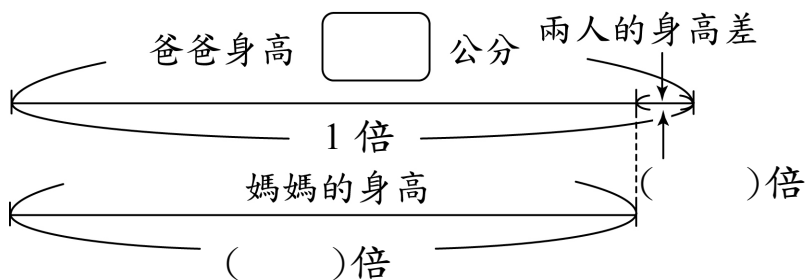 爸爸身高 公分 兩人的身高差
1 倍
媽媽的身高 ( )倍
( )倍